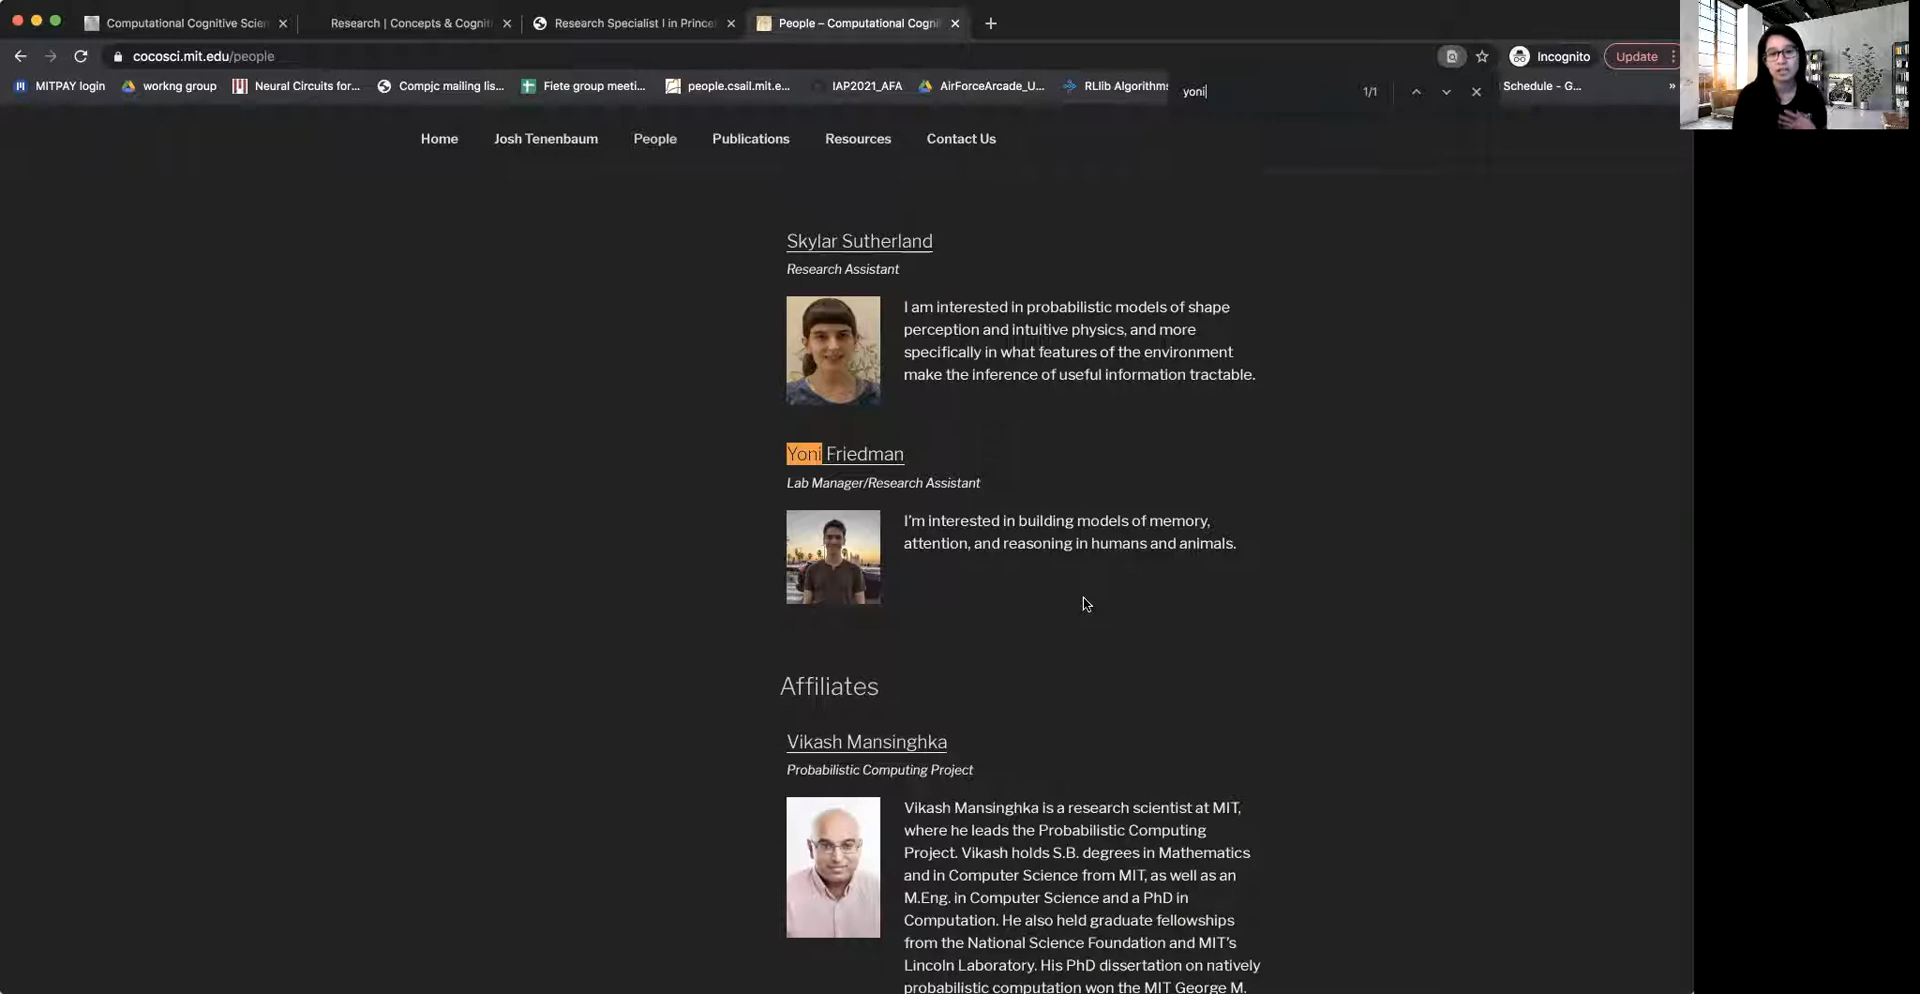 Computational Cognitive Scien
Research | Concepts & Cognit
Research Specialist I in Prince
People – Computational Cogni
cocosci.mit.edu/people
Incognito
Update
MITPAY login
workng group
Neural Circuits for...
Compjc mailing lis...
Fiete group meeti...
people.csail.mit.e...
IAP2021_AFA
AirForceArcade_U...
RLlib Algorithms
yoni
1/1
Schedule - G...
»
Home
Josh Tenenbaum
People
Publications
Resources
Contact Us
Skylar Sutherland
Research Assistant
I am interested in probabilistic models of shape
perception and intuitive physics, and more
specifically in what features of the environment
make the inference of useful information tractable.
Yoni Friedman
Lab Manager/Research Assistant
I'm interested in building models of memory,
attention, and reasoning in humans and animals.
Affiliates
Vikash Mansinghka
Probabilistic Computing Project
Vikash Mansinghka is a research scientist at MIT,
where he leads the Probabilistic Computing
Project. Vikash holds S.B. degrees in Mathematics
and in Computer Science from MIT, as well as an
M.Eng. in Computer Science and a PhD in
Computation. He also held graduate fellowships
from the National Science Foundation and MIT's
Lincoln Laboratory. His PhD dissertation on natively
probabilistic computation won the MIT George M.